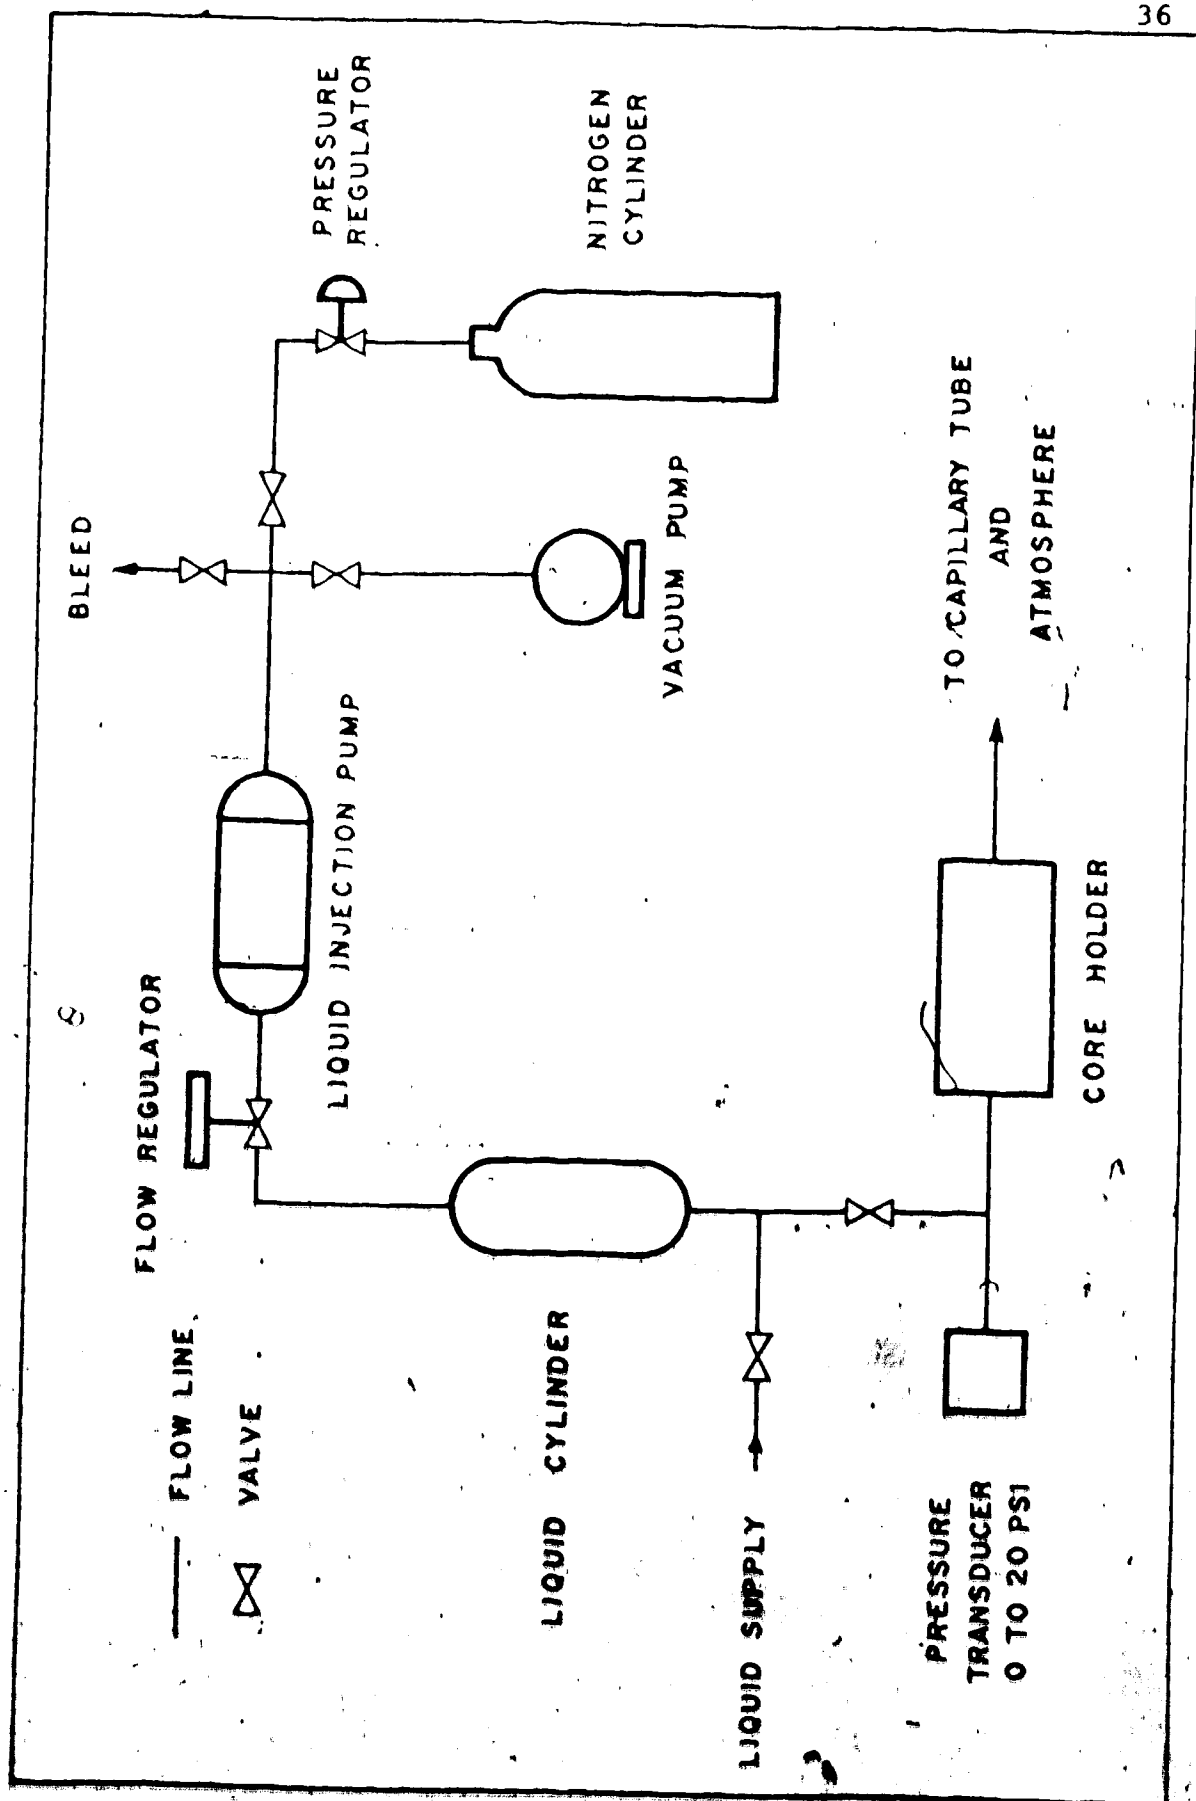 36
FLOW LINE
VALVE
FLOW REGULATOR
BLEED
PRESSURE
REGULATOR
LIQUID INJECTION PUMP
VACUUM PUMP
NITROGEN
CYLINDER
LIQUID CYLINDER
LIQUID SUPPLY
PRESSURE
TRANSDUCER
0 TO 20 PSI
CORE HOLDER
TO CAPILLARY TUBE
AND
ATMOSPHERE